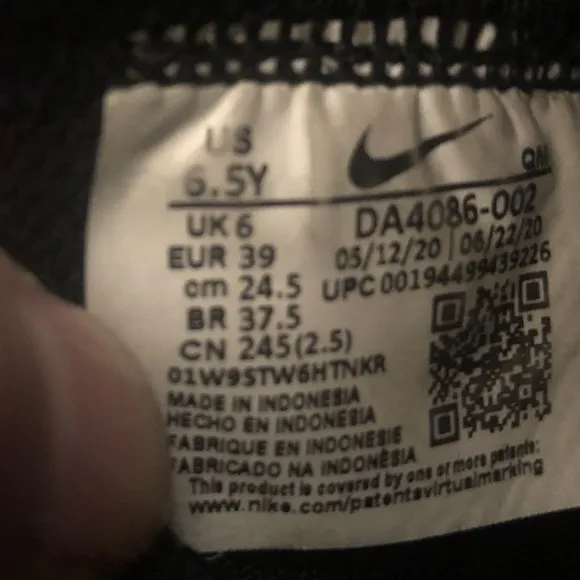 US
6.5Y
QM
UK 6
DA4086-002
EUR 39
05/12/20 | 06/22/20
cm 24.5
UPC 00194499439226
BR 37.5
CN 245(2.5)
01W9STW6HTNKR
MADE IN INDONESIA
HECHO EN INDONESIA
FABRIQUE EN INDONESIE
FABRICADO NA INDONÉSIA
This product is covered by one or more patents:
www.nike.com/patentsvirtualmarking